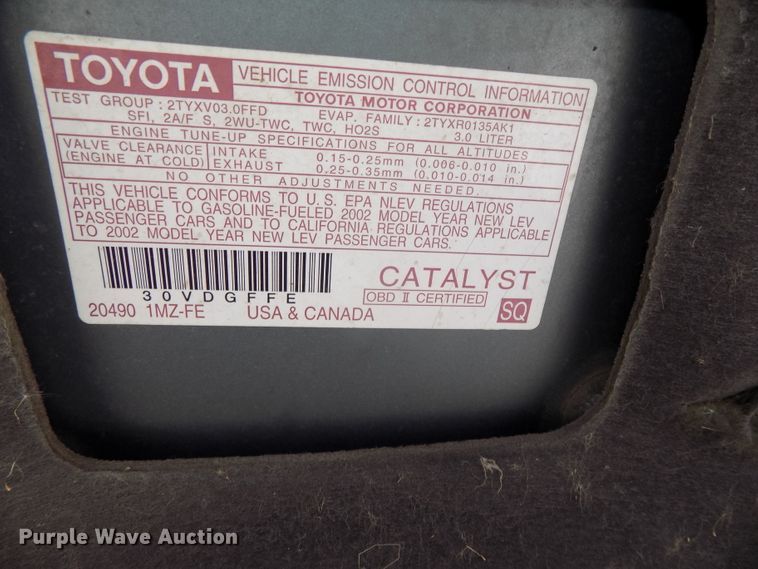 TOYOTA VEHICLE EMISSION CONTROL INFORMATION
TOYOTA MOTOR CORPORATION
TEST GROUP : 2TYXV03.0FFD EVAP. FAMILY : 2TYXR0135AK1
SFI, 2A/F S, 2WU-TWC, TWC, HO2S 3.0 LITER
ENGINE TUNE-UP SPECIFICATIONS FOR ALL ALTITUDES
VALVE CLEARANCE INTAKE 0.15-0.25mm (0.006-0.010 in.)
(ENGINE AT COLD) EXHAUST 0.25-0.35mm (0.010-0.014 in.)
NO OTHER ADJUSTMENTS NEEDED.
THIS VEHICLE CONFORMS TO U.S. EPA NLEV REGULATIONS
APPLICABLE TO GASOLINE-FUELED 2002 MODEL YEAR NEW LEV
PASSENGER CARS AND TO CALIFORNIA REGULATIONS APPLICABLE
TO 2002 MODEL YEAR NEW LEV PASSENGER CARS.
30VDGFFE
CATALYST
OBD II CERTIFIED
20490 1MZ-FE USA & CANADA SQ
Purple Wave Auction